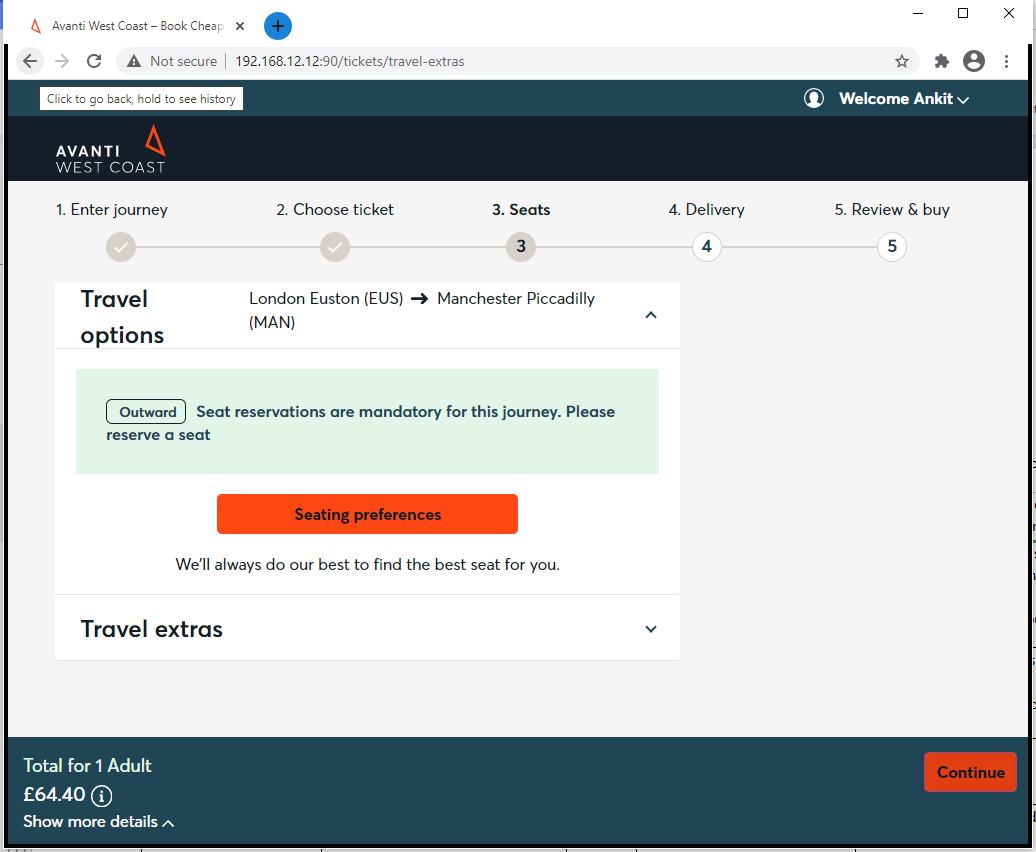 Avanti West Coast – Book Cheap
Not secure | 192.168.12.12:90/tickets/travel-extras
Click to go back, hold to see history
Welcome Ankit
AVANTI
WEST COAST
1. Enter journey 2. Choose ticket 3. Seats 4. Delivery 5. Review & buy
3 4 5
Travel options
London Euston (EUS) → Manchester Piccadilly
(MAN)
Outward Seat reservations are mandatory for this journey. Please
reserve a seat
Seating preferences
We'll always do our best to find the best seat for you.
Travel extras
Total for 1 Adult
£64.40
Show more details
Continue